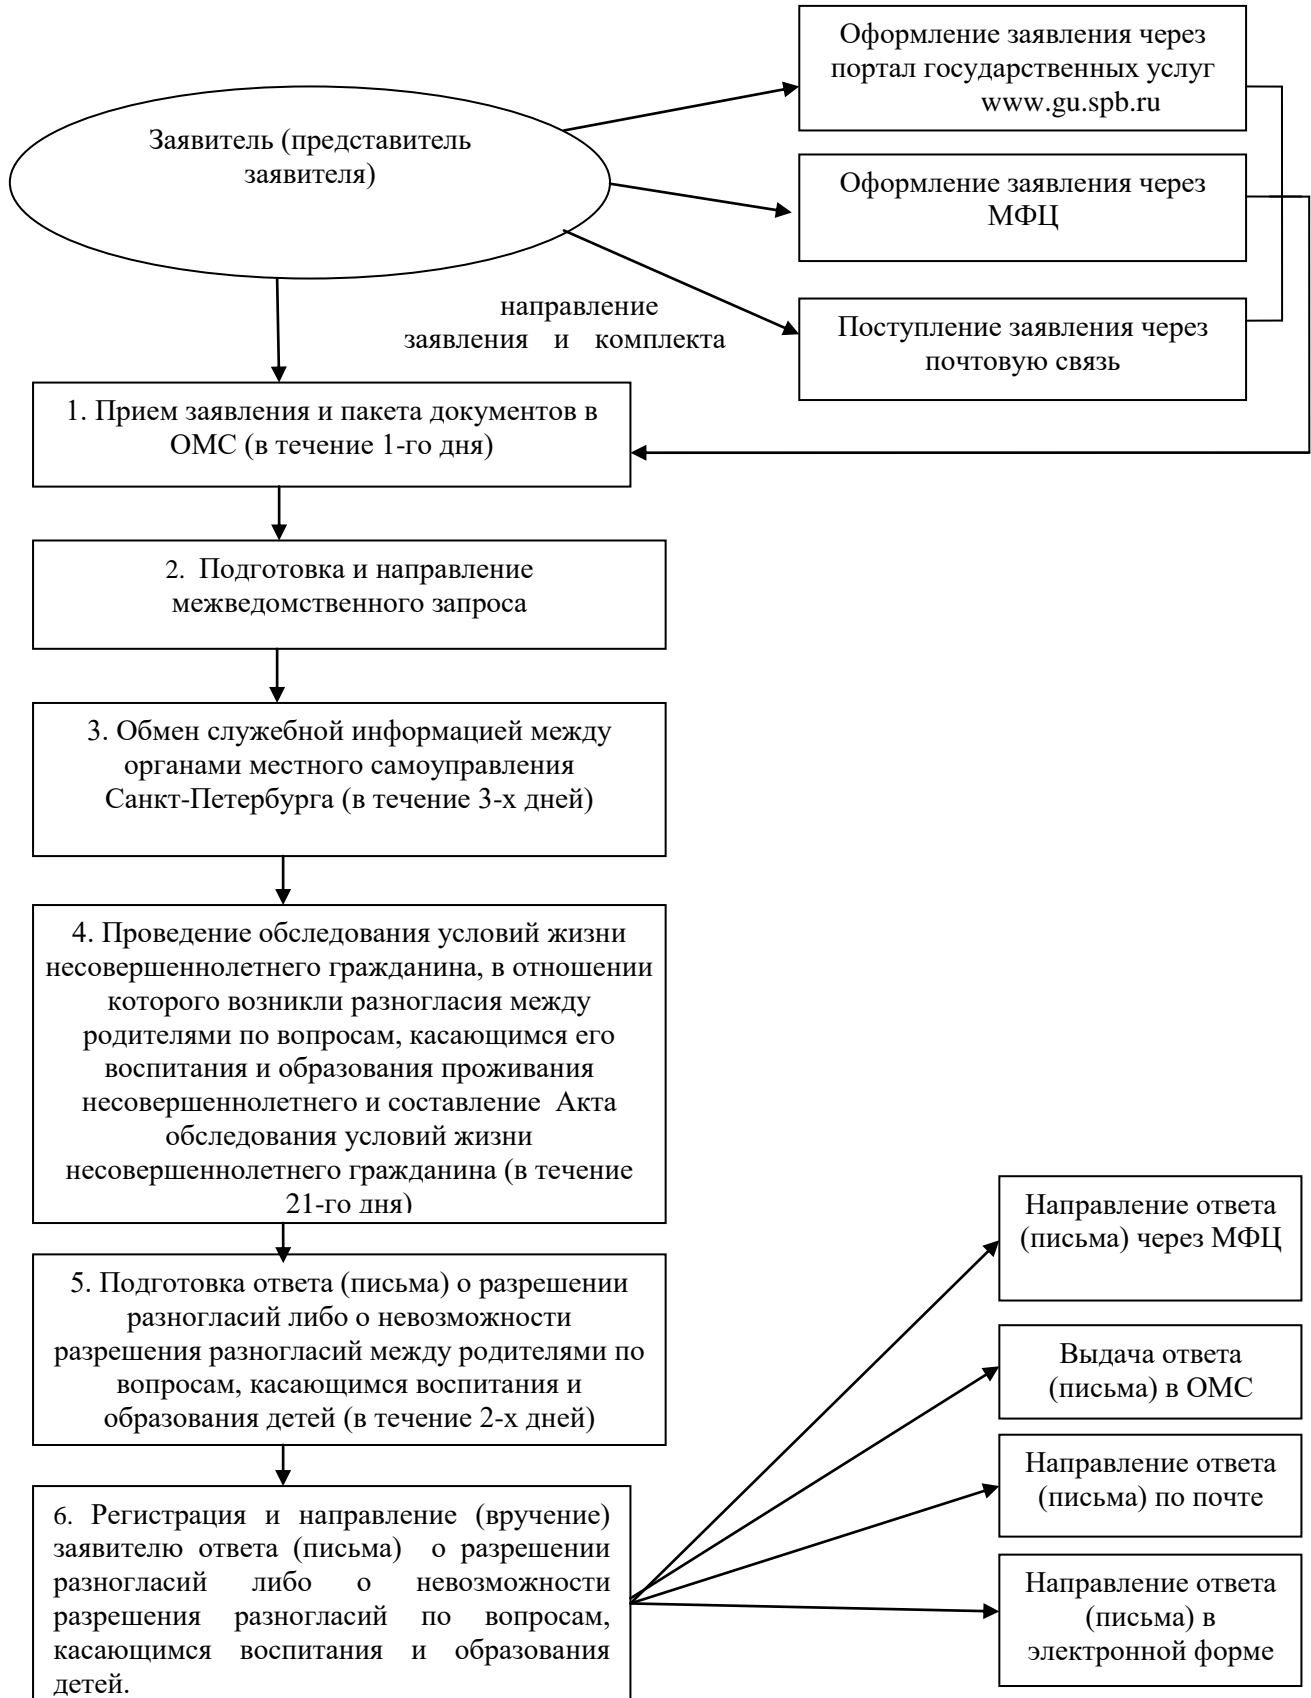 Оформление заявления через
портал государственных услуг
www.gu.spb.ru
Заявитель (представитель
заявителя)
Оформление заявления через
МФЦ
направление
заявления и комплекта
Поступление заявления через
почтовую связь
1. Прием заявления и пакета документов в
ОМС (в течение 1-го дня)
2. Подготовка и направление
межведомственного запроса
3. Обмен служебной информацией между
органами местного самоуправления
Санкт-Петербурга (в течение 3-х дней)
4. Проведение обследования условий жизни
несовершеннолетнего гражданина, в отношении
которого возникли разногласия между
родителями по вопросам, касающимся его
воспитания и образования проживания
несовершеннолетнего и составление Акта
обследования условий жизни
несовершеннолетнего гражданина (в течение
21-го дня)
5. Подготовка ответа (письма) о разрешении
разногласий либо о невозможности
разрешения разногласий между родителями по
вопросам, касающимся воспитания и
образования детей (в течение 2-х дней)
6. Регистрация и направление (вручение)
заявителю ответа (письма) о разрешении
разногласий либо о невозможности
разрешения разногласий по вопросам,
касающимся воспитания и образования
детей.
Направление ответа
(письма) через МФЦ
Выдача ответа
(письма) в ОМС
Направление ответа
(письма) по почте
Направление ответа
(письма) в
электронной форме